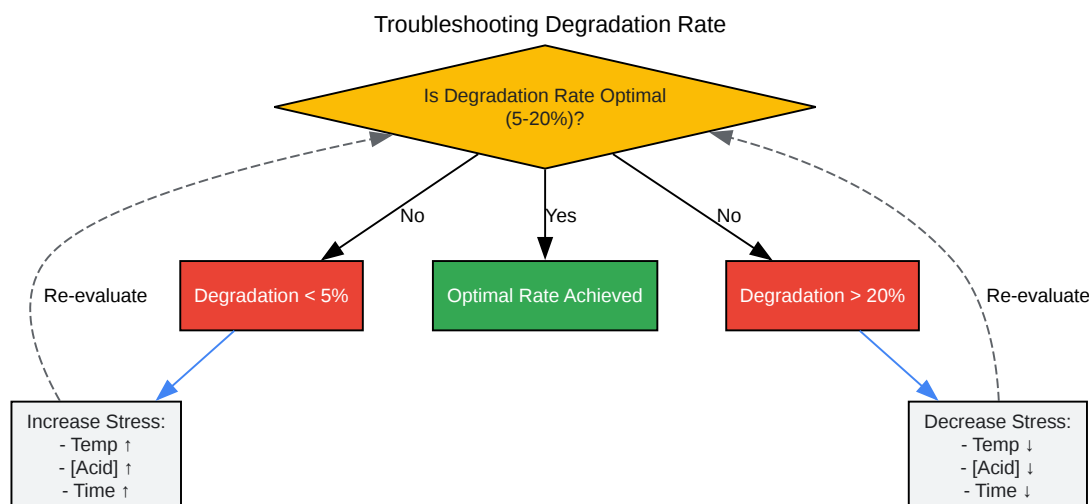 Troubleshooting Degradation Rate
Is Degradation Rate Optimal
(5-20%)?
No
Yes
No
Degradation < 5%
Optimal Rate Achieved
Degradation > 20%
Re-evaluate
Re-evaluate
Increase Stress:
- Temp ↑
- [Acid] ↑
- Time ↑
Decrease Stress:
- Temp ↓
- [Acid] ↓
- Time ↓